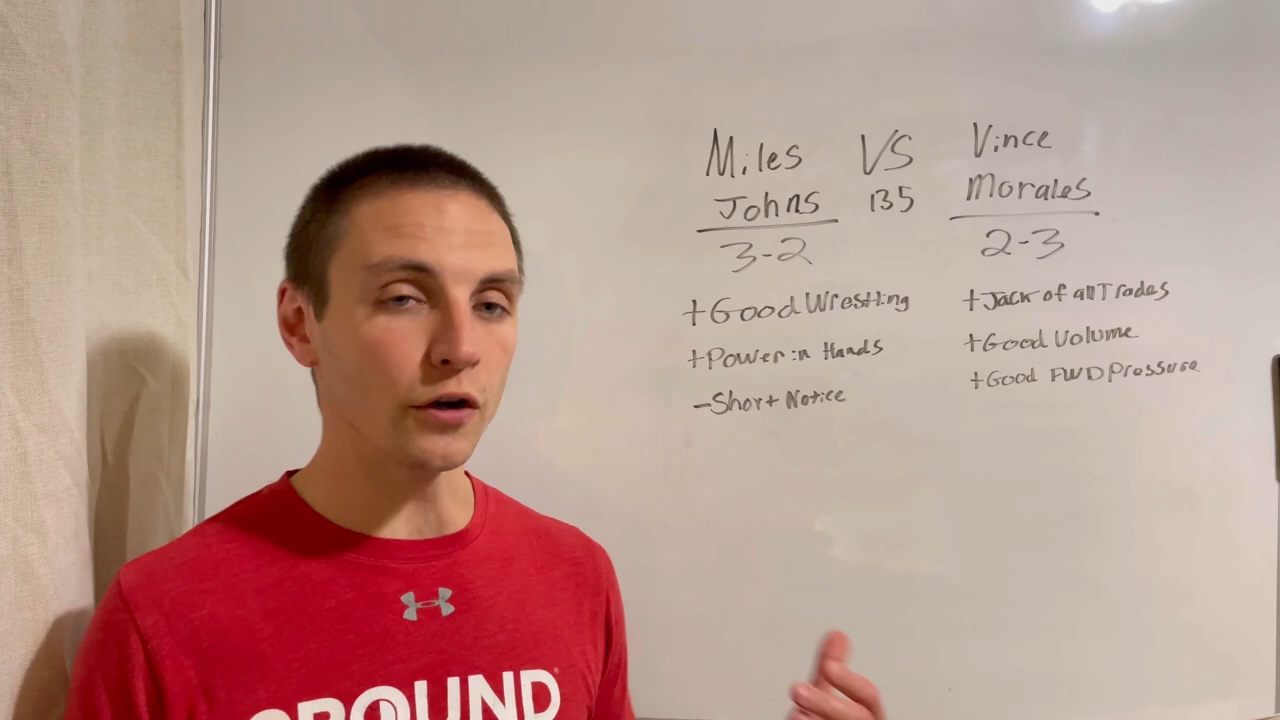 Miles VS Vince
Johns 135 Morales
3-2 2-3
+Good Wrestling
+Power in Hands
-Short Notice
+Jack of all Trades
+Good Volume
+Good FWD Pressure
GROUND